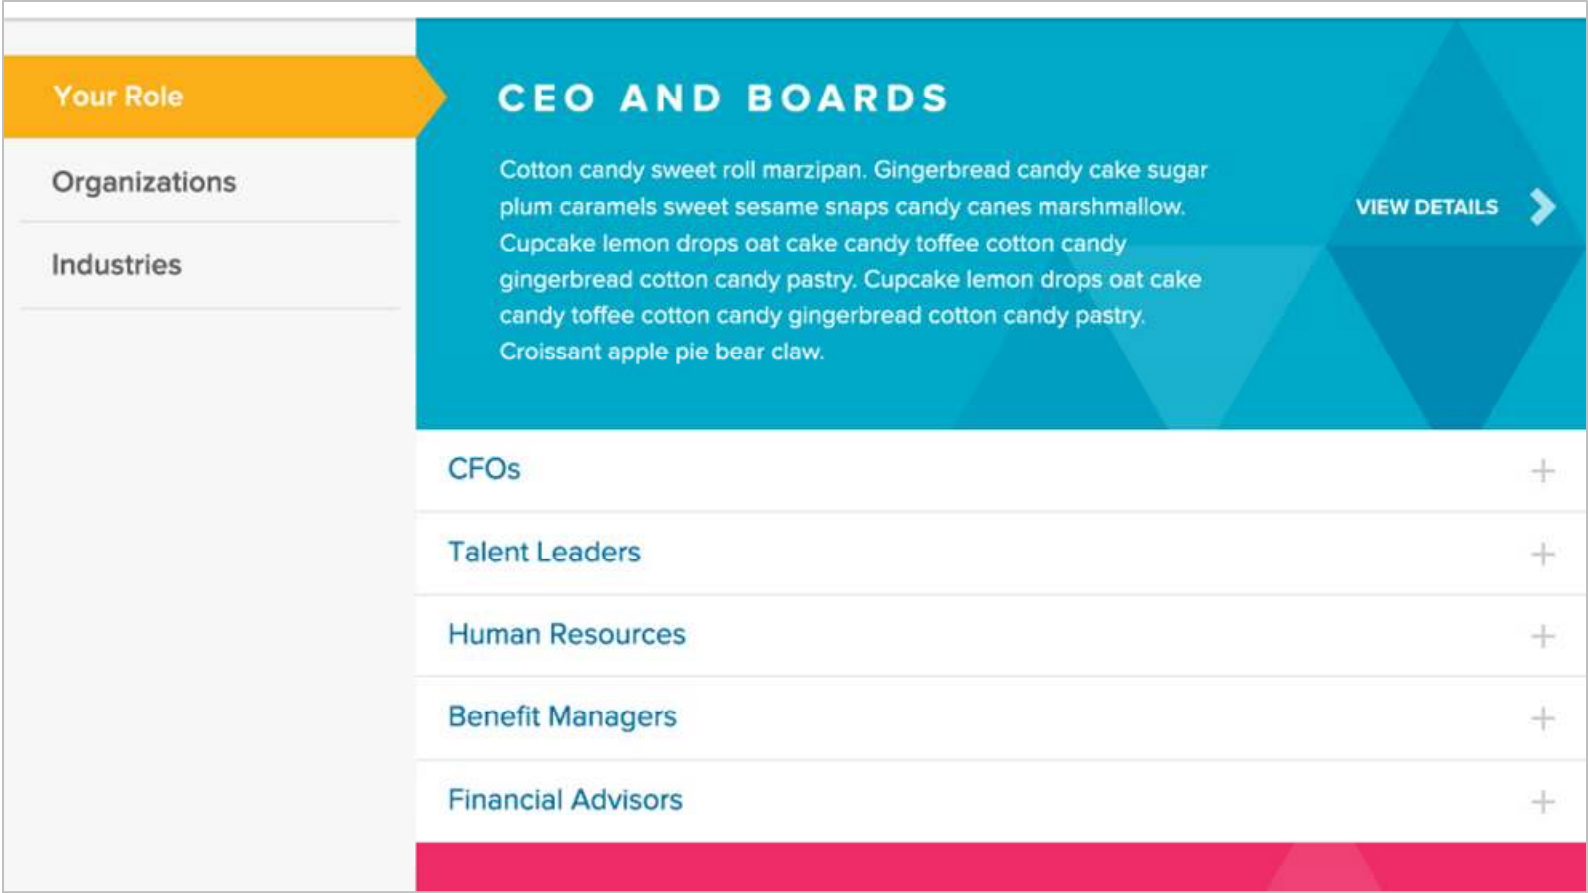 Your Role
Organizations
Industries
CEO AND BOARDS
Cotton candy sweet roll marzipan. Gingerbread candy cake sugar
plum caramels sweet sesame snaps candy canes marshmallow.
Cupcake lemon drops oat cake candy toffee cotton candy
gingerbread cotton candy pastry. Cupcake lemon drops oat cake
candy toffee cotton candy gingerbread cotton candy pastry.
Croissant apple pie bear claw.
VIEW DETAILS
CFOs
Talent Leaders
Human Resources
Benefit Managers
Financial Advisors